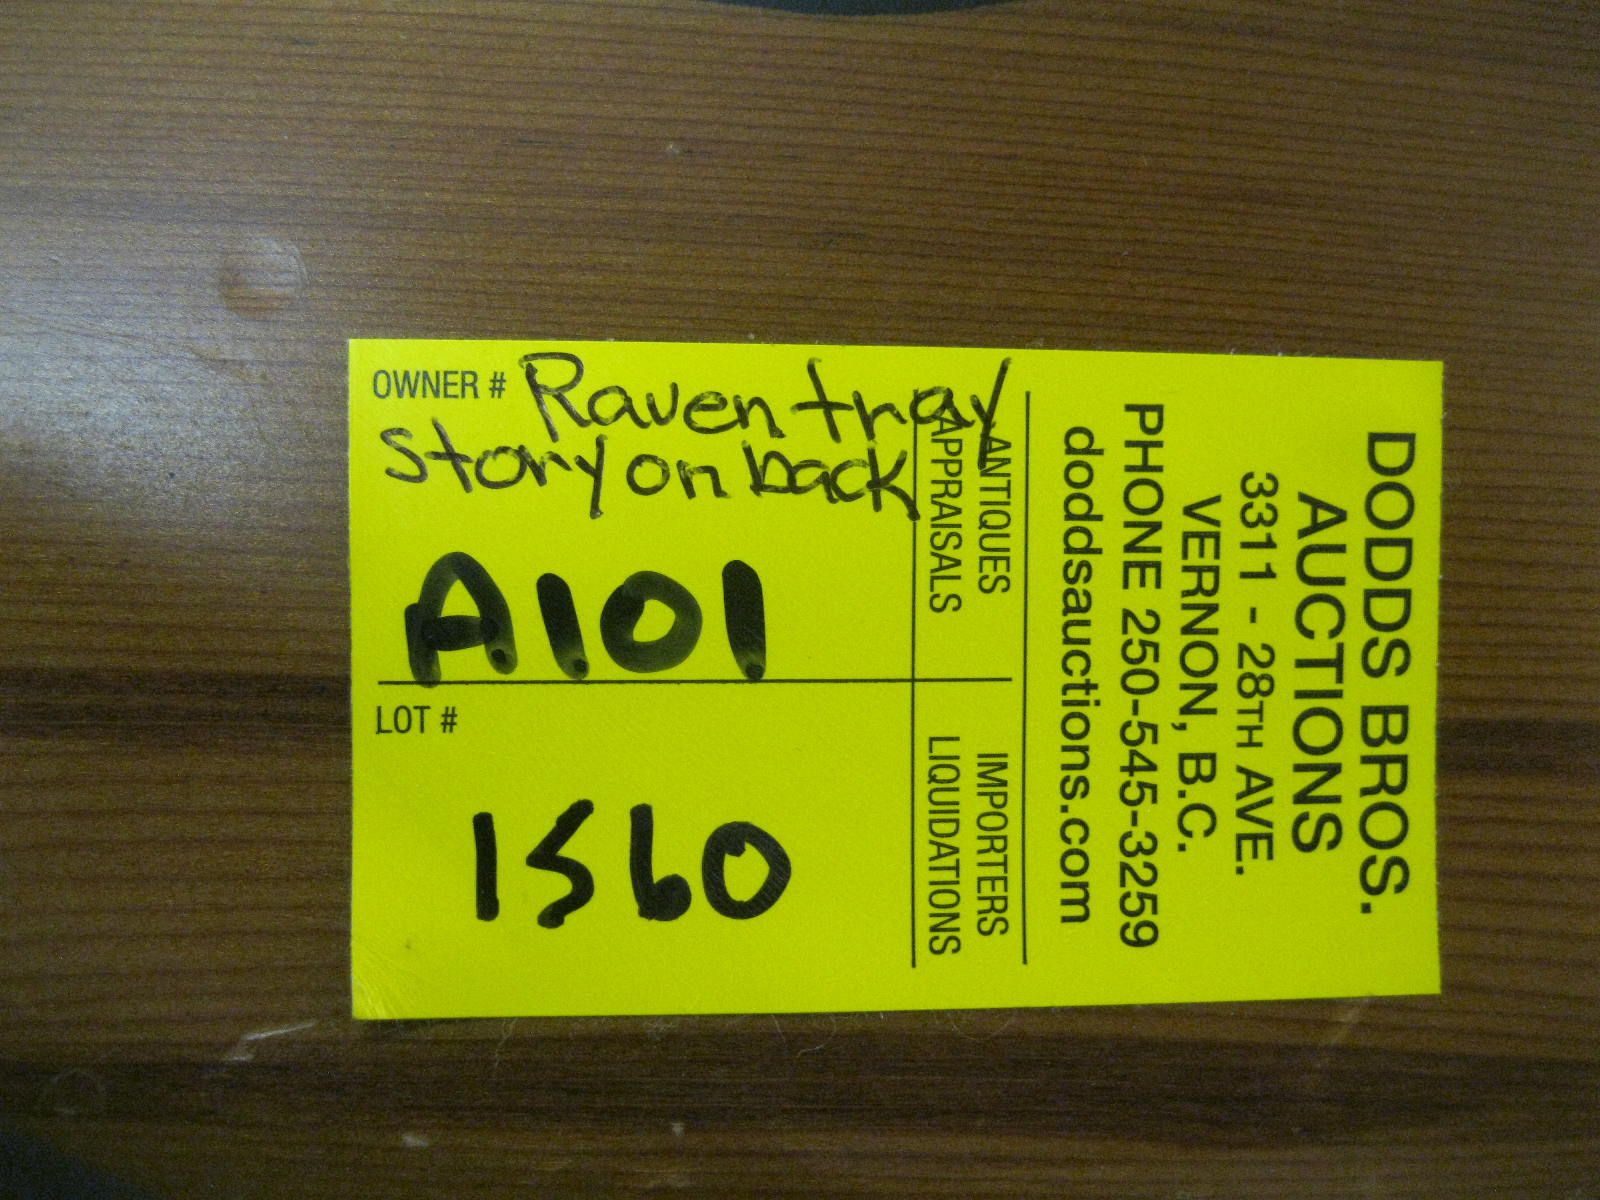 OWNER # Raven tray
story on back
A101
LOT #
1560
ANTIQUES
APPRAISALS
IMPORTERS
LIQUIDATIONS
DODDS BROS.
AUCTIONS
3311 - 28TH AVE.
VERNON, B.C.
PHONE 250-545-3259
doddsauctions.com